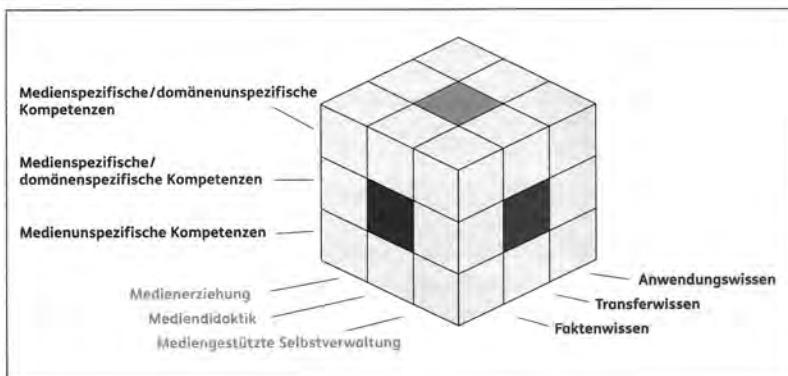 Medienspezifische/domänenunspezifische
Kompetenzen
Medienspezifische/
domänenspezifische Kompetenzen
Medienunspezifische Kompetenzen
Medienerziehung
Mediendidaktik
Mediengestützte Selbstverwaltung
Anwendungswissen
Transferwissen
Faktenwissen